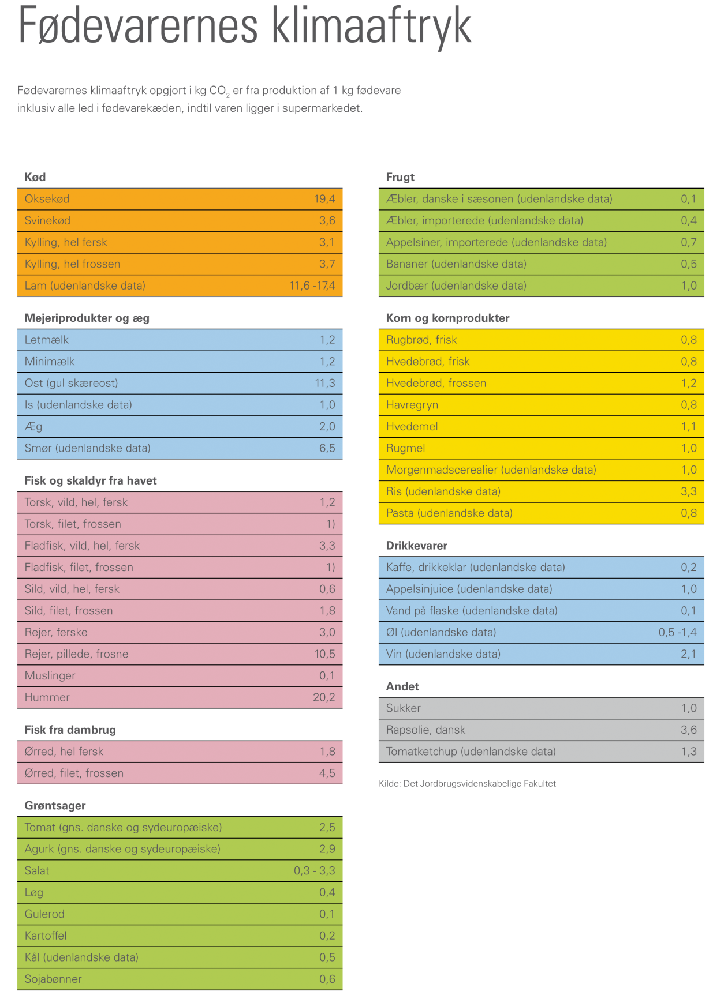 Fødevarernes klimaaftryk
Fødevarernes klimaaftryk opgjort i kg CO₂ er fra produktion af 1 kg fødevare
inklusiv alle led i fødevarekæden, indtil varen ligger i supermarkedet.
Kød
Oksekød 19,4
Svinekød 3,6
Kylling, hel fersk 3,1
Kylling, hel frossen 3,7
Lam (udenlandske data) 11,6 -17,4
Mejeriprodukter og æg
Letmælk 1,2
Minimælk 1,2
Ost (gul skæreost) 11,3
Is (udenlandske data) 1,0
Æg 2,0
Smør (udenlandske data) 6,5
Fisk og skaldyr fra havet
Torsk, vild, hel, fersk 1,2
Torsk, filet, frossen 1)
Fladfisk, vild, hel, fersk 3,3
Fladfisk, filet, frossen 1)
Sild, vild, hel, fersk 0,6
Sild, filet, frossen 1,8
Rejer, ferske 3,0
Rejer, pillede, frosne 10,5
Muslinger 0,1
Hummer 20,2
Fisk fra dambrug
Ørred, hel fersk 1,8
Ørred, filet, frossen 4,5
Grøntsager
Tomat (gns. danske og sydeuropæiske) 2,5
Agurk (gns. danske og sydeuropæiske) 2,9
Salat 0,3 - 3,3
Løg 0,4
Gulerod 0,1
Kartoffel 0,2
Kål (udenlandske data) 0,5
Sojabønner 0,6
Frugt
Æbler, danske i sæsonen (udenlandske data) 0,1
Æbler, importerede (udenlandske data) 0,4
Appelsiner, importerede (udenlandske data) 0,7
Bananer (udenlandske data) 0,5
Jordbær (udenlandske data) 1,0
Korn og kornprodukter
Rugbrød, frisk 0,8
Hvedebrød, frisk 0,8
Hvedebrød, frossen 1,2
Havregryn 0,8
Hvedemel 1,1
Rugmel 1,0
Morgenmadscerealier (udenlandske data) 1,0
Ris (udenlandske data) 3,3
Pasta (udenlandske data) 0,8
Drikkevarer
Kaffe, drikkeklar (udenlandske data) 0,2
Appelsinjuice (udenlandske data) 1,0
Vand på flaske (udenlandske data) 0,1
Øl (udenlandske data) 0,5 -1,4
Vin (udenlandske data) 2,1
Andet
Sukker 1,0
Rapsolie, dansk 3,6
Tomatketchup (udenlandske data) 1,3
Kilde: Det Jordbrugsvidenskabelige Fakultet